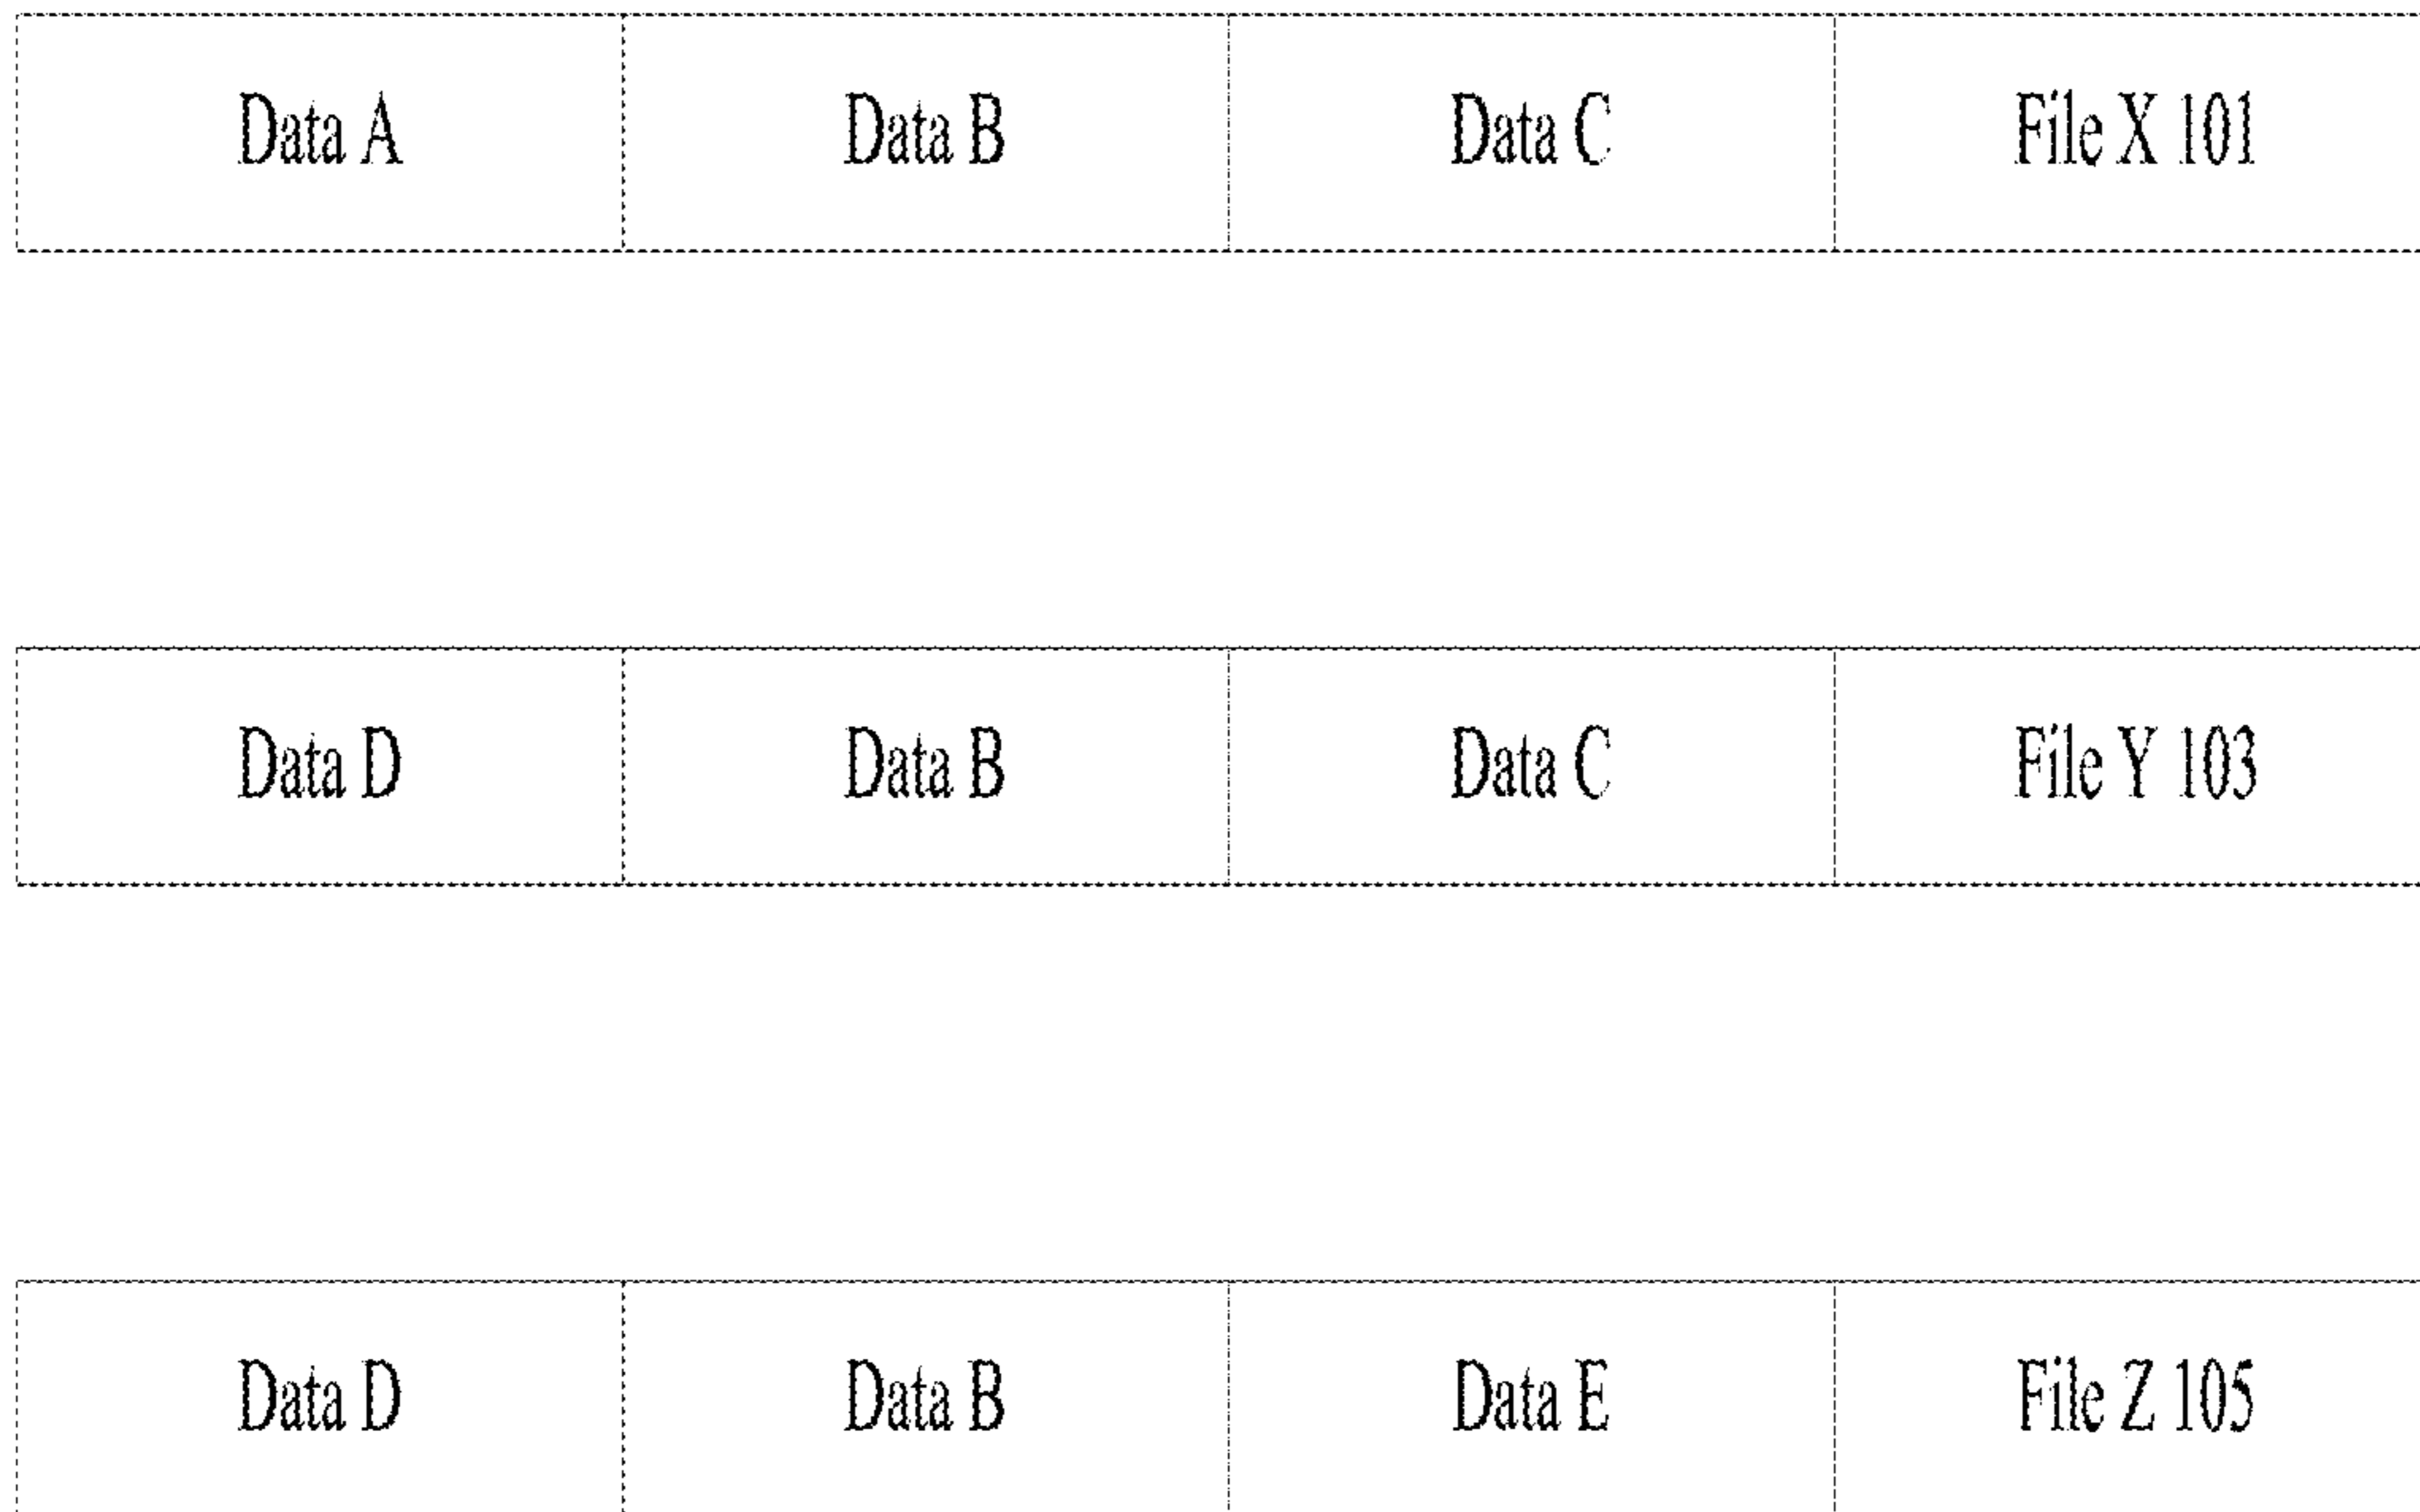 Data A Data B Data C File X 101
Data D Data B Data C File Y 103
Data D Data B Data E File Z 105